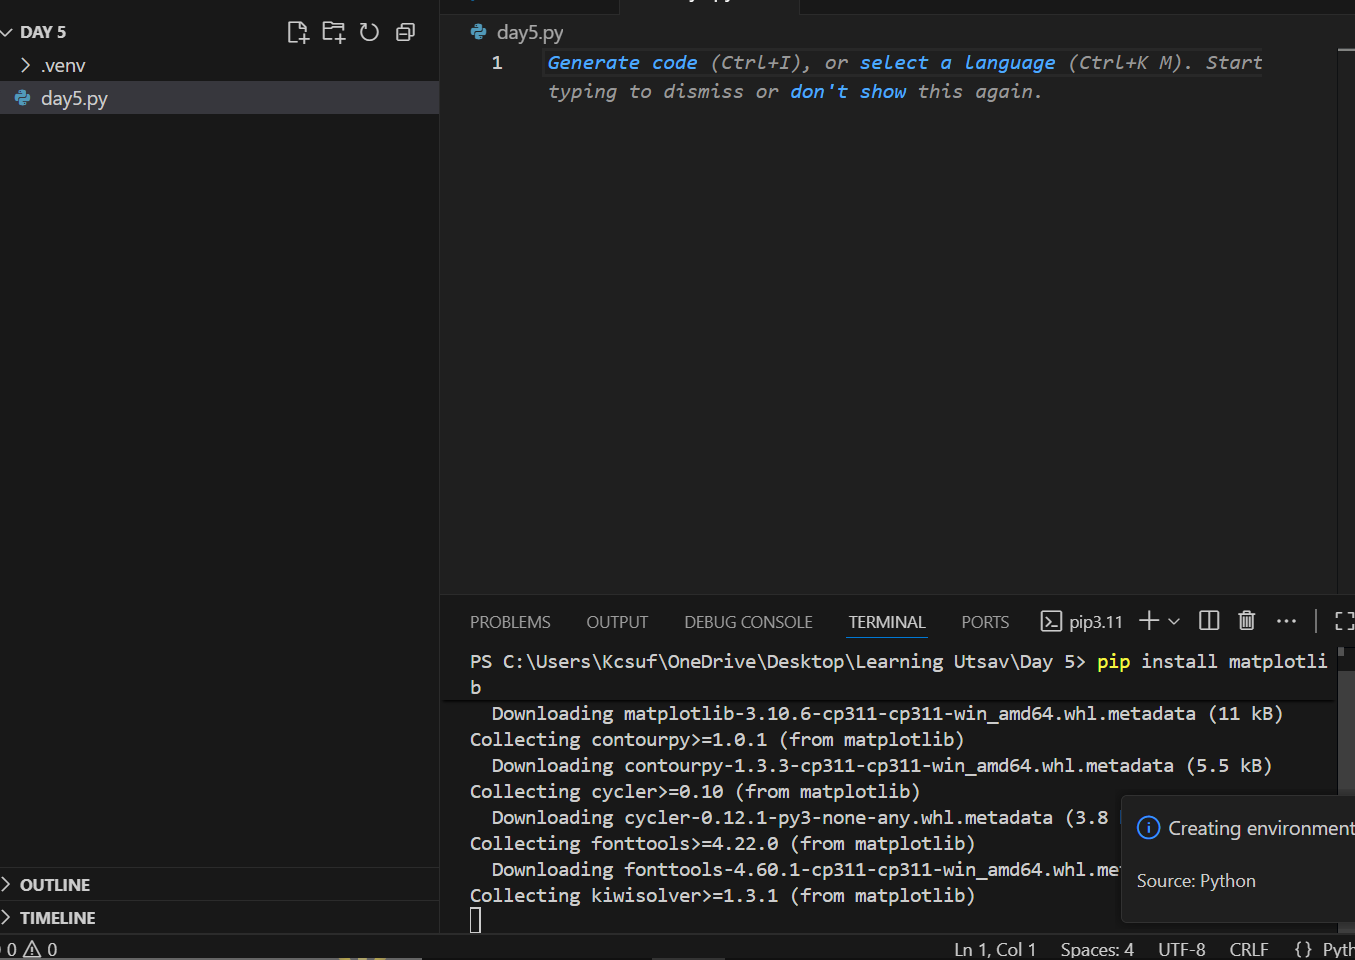 DAY 5
.venv
day5.py
day5.py
1
Generate code (Ctrl+I), or select a language (Ctrl+K M). Start
typing to dismiss or don't show this again.
PROBLEMS OUTPUT DEBUG CONSOLE TERMINAL PORTS pip3.11
PS C:\Users\Kcsuf\OneDrive\Desktop\Learning Utsav\Day 5> pip install matplotli
b
Downloading matplotlib-3.10.6-cp311-cp311-win_amd64.whl.metadata (11 kB)
Collecting contourpy>=1.0.1 (from matplotlib)
Downloading contourpy-1.3.3-cp311-cp311-win_amd64.whl.metadata (5.5 kB)
Collecting cycler>=0.10 (from matplotlib)
Downloading cycler-0.12.1-py3-none-any.whl.metadata (3.8
Collecting fonttools>=4.22.0 (from matplotlib)
Downloading fonttools-4.60.1-cp311-cp311-win_amd64.whl.me
Collecting kiwisolver>=1.3.1 (from matplotlib)
Creating environment
Source: Python
OUTLINE
TIMELINE
0 0
Ln 1, Col 1 Spaces: 4 UTF-8 CRLF {} Pyth